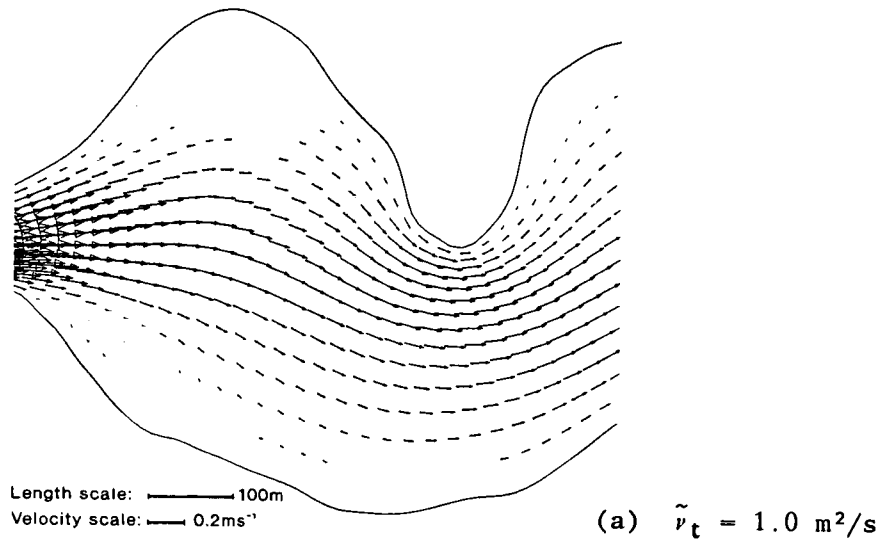 Length scale: 100m
Velocity scale: 0.2ms⁻¹
(a) ν̃ₜ = 1.0 m²/s